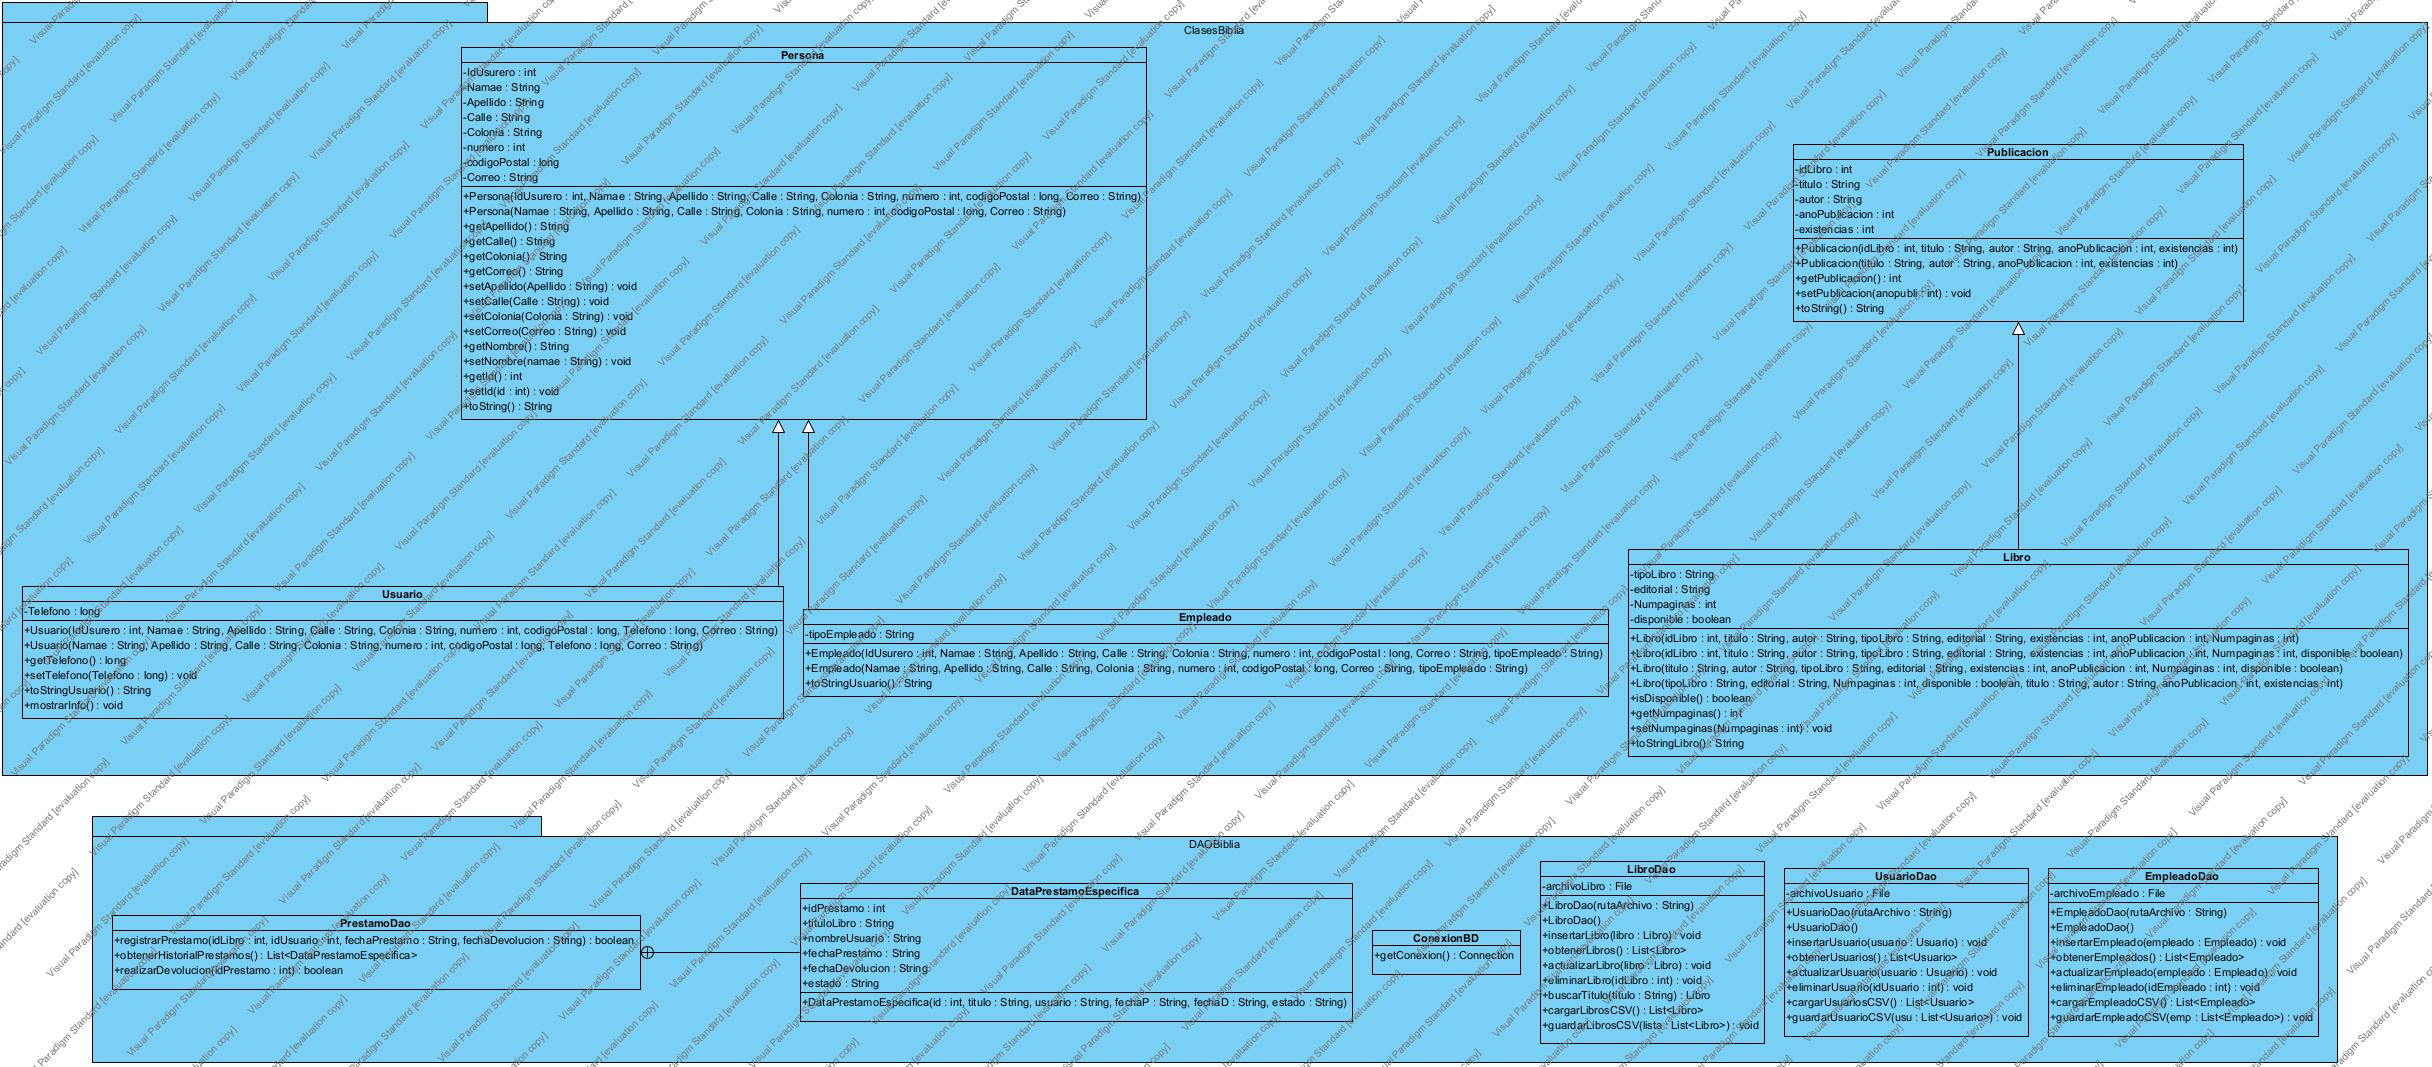 ClasesBiblia
Persona
-IdUsurero : int
-Namae : String
-Apellido : String
-Calle : String
-Colonia : String
-numero : int
-codigoPostal : long
-Correo : String
+Persona(IdUsurero : int, Namae : String, Apellido : String, Calle : String, Colonia : String, numero : int, codigoPostal : long, Correo : String)
+Persona(Namae : String, Apellido : String, Calle : String, Colonia : String, numero : int, codigoPostal : long, Correo : String)
+getApellido() : String
+getCalle() : String
+getColonia() : String
+getCorreo() : String
+setApellido(Apellido : String) : void
+setCalle(Calle : String) : void
+setColonia(Colonia : String) : void
+setCorreo(Correo : String) : void
+getNombre() : String
+setNombre(namae : String) : void
+getId() : int
+setId(id : int) : void
+toString() : String
Publicacion
-idLibro : int
-titulo : String
-autor : String
-anoPublicacion : int
-existencias : int
+Publicacion(idLibro : int, titulo : String, autor : String, anoPublicacion : int, existencias : int)
+Publicacion(titulo : String, autor : String, anoPublicacion : int, existencias : int)
+getPublicacion() : int
+setPublicacion(anopubli : int) : void
+toString() : String
Usuario
-Telefono : long
+Usuario(IdUsurero : int, Namae : String, Apellido : String, Calle : String, Colonia : String, numero : int, codigoPostal : long, Telefono : long, Correo : String)
+Usuario(Namae : String, Apellido : String, Calle : String, Colonia : String, numero : int, codigoPostal : long, Telefono : long, Correo : String)
+getTelefono() : long
+setTelefono(Telefono : long) : void
+toStringUsuario() : String
+mostrarInfo() : void
Empleado
-tipoEmpleado : String
+Empleado(IdUsurero : int, Namae : String, Apellido : String, Calle : String, Colonia : String, numero : int, codigoPostal : long, Correo : String, tipoEmpleado : String)
+Empleado(Namae : String, Apellido : String, Calle : String, Colonia : String, numero : int, codigoPostal : long, Correo : String, tipoEmpleado : String)
+toStringUsuario() : String
Libro
-tipoLibro : String
-editorial : String
-Numpaginas : int
-disponible : boolean
+Libro(idLibro : int, titulo : String, autor : String, tipoLibro : String, editorial : String, existencias : int, anoPublicacion : int, Numpaginas : int)
+Libro(idLibro : int, titulo : String, autor : String, tipoLibro : String, editorial : String, existencias : int, anoPublicacion : int, Numpaginas : int, disponible : boolean)
+Libro(titulo : String, autor : String, tipoLibro : String, editorial : String, existencias : int, anoPublicacion : int, Numpaginas : int, disponible : boolean)
+Libro(tipoLibro : String, editorial : String, Numpaginas : int, disponible : boolean, titulo : String, autor : String, anoPublicacion : int, existencias : int)
+isDisponible() : boolean
+getNumpaginas() : int
+setNumpaginas(Numpaginas : int) : void
+toStringLibro() : String
DAOBiblia
PrestamoDao
+registrarPrestamo(idLibro : int, idUsuario : int, fechaPrestamo : String, fechaDevolucion : String) : boolean
+obtenerHistorialPrestamos() : List<DataPrestamoEspecifica>
+realizarDevolucion(idPrestamo : int) : boolean
DataPrestamoEspecifica
+idPrestamo : int
+tituloLibro : String
+nombreUsuario : String
+fechaPrestamo : String
+fechaDevolucion : String
+estado : String
+DataPrestamoEspecifica(id : int, titulo : String, usuario : String, fechaP : String, fechaD : String, estado : String)
ConexionBD
+getConexion() : Connection
LibroDao
-archivoLibro : File
+LibroDao(rutaArchivo : String)
+LibroDao()
+insertarLibro(libro : Libro) : void
+obtenerLibros() : List<Libro>
+actualizarLibro(libro : Libro) : void
+eliminarLibro(idLibro : int) : void
+buscarTitulo(titulo : String) : Libro
+cargarLibrosCSV() : List<Libro>
+guardarLibrosCSV(lista : List<Libro>) : void
UsuarioDao
-archivoUsuario : File
+UsuarioDao(rutaArchivo : String)
+UsuarioDao()
+insertarUsuario(usuario : Usuario) : void
+obtenerUsuarios() : List<Usuario>
+actualizarUsuario(usuario : Usuario) : void
+eliminarUsuario(idUsuario : int) : void
+cargarUsuariosCSV() : List<Usuario>
+guardarUsuarioCSV(usu : List<Usuario>) : void
EmpleadoDao
-archivoEmpleado : File
+EmpleadoDao(rutaArchivo : String)
+EmpleadoDao()
+insertarEmpleado(empleado : Empleado) : void
+obtenerEmpleados() : List<Empleado>
+actualizarEmpleado(empleado : Empleado) : void
+eliminarEmpleado(idEmpleado : int) : void
+cargarEmpleadoCSV() : List<Empleado>
+guardarEmpleadoCSV(emp : List<Empleado>) : void
Visual Paradigm Standard [evaluation copy]